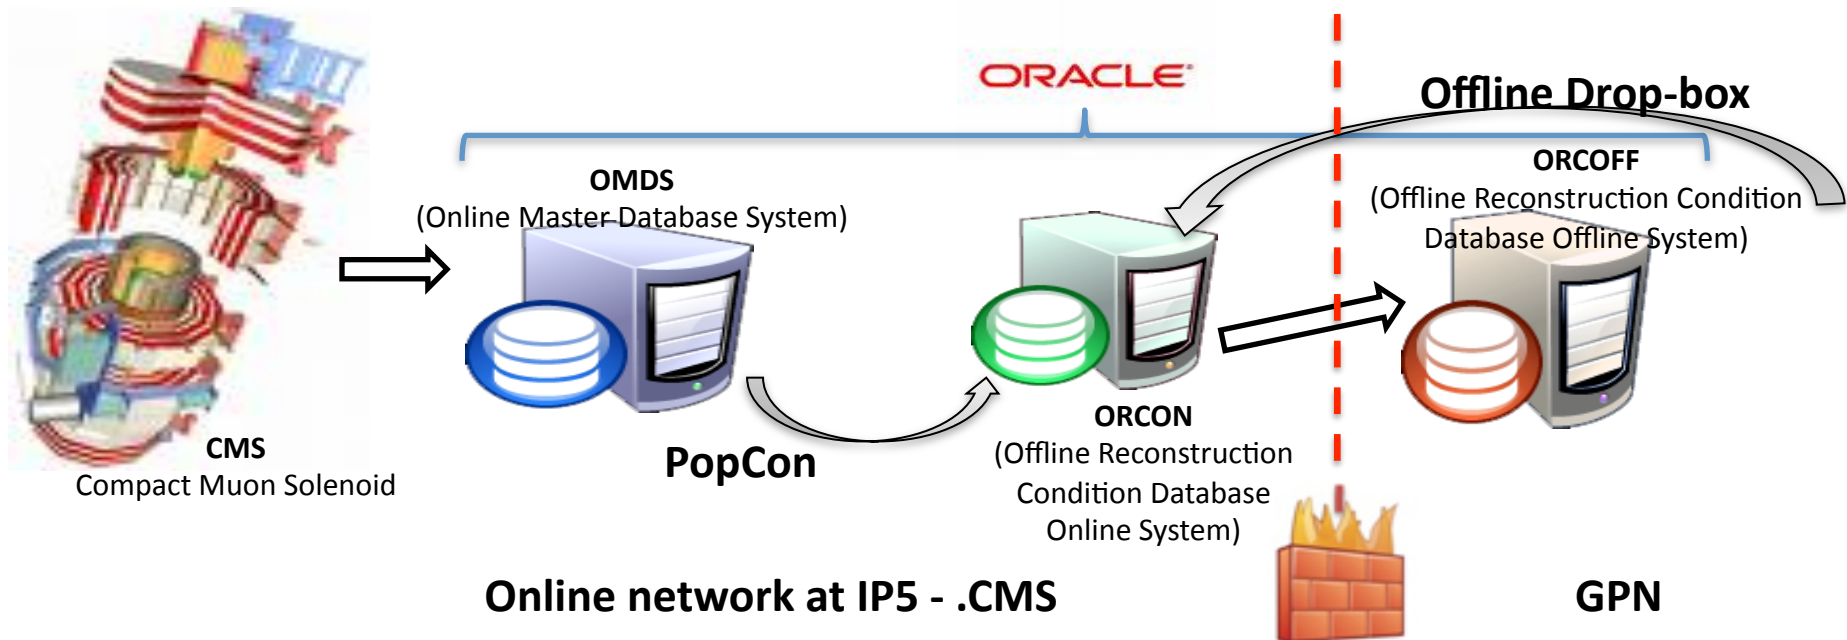 ORACLE
Offline Drop-box
OMDS
(Online Master Database System)
ORCOFF
(Offline Reconstruction Condition
Database Offline System)
CMS
Compact Muon Solenoid
PopCon
ORCON
(Offline Reconstruction
Condition Database
Online System)
Online network at IP5 - .CMS
GPN